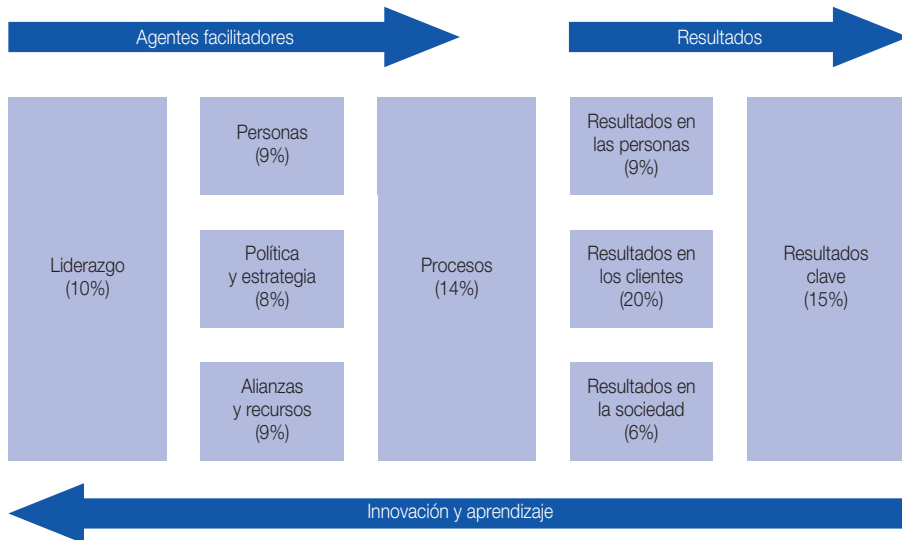 Agentes facilitadores
Resultados
Liderazgo
(10%)
Personas
(9%)
Política
y estrategia
(8%)
Alianzas
y recursos
(9%)
Procesos
(14%)
Resultados en
las personas
(9%)
Resultados en
los clientes
(20%)
Resultados en
la sociedad
(6%)
Resultados
clave
(15%)
Innovación y aprendizaje